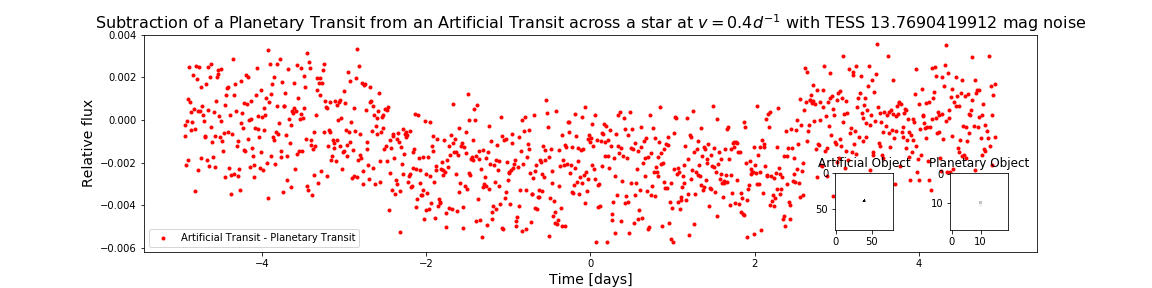 Subtraction of a Planetary Transit from an Artificial Transit across a star at v = 0.4d⁻¹ with TESS 13.7690419912 mag noise
0.004
0.002
0.000
−0.002
−0.004
−0.006
Relative flux
Artificial Object
0
50
0 50
Planetary Object
0
10
0 10
Artificial Transit - Planetary Transit
−4 −2 0 2 4
Time [days]